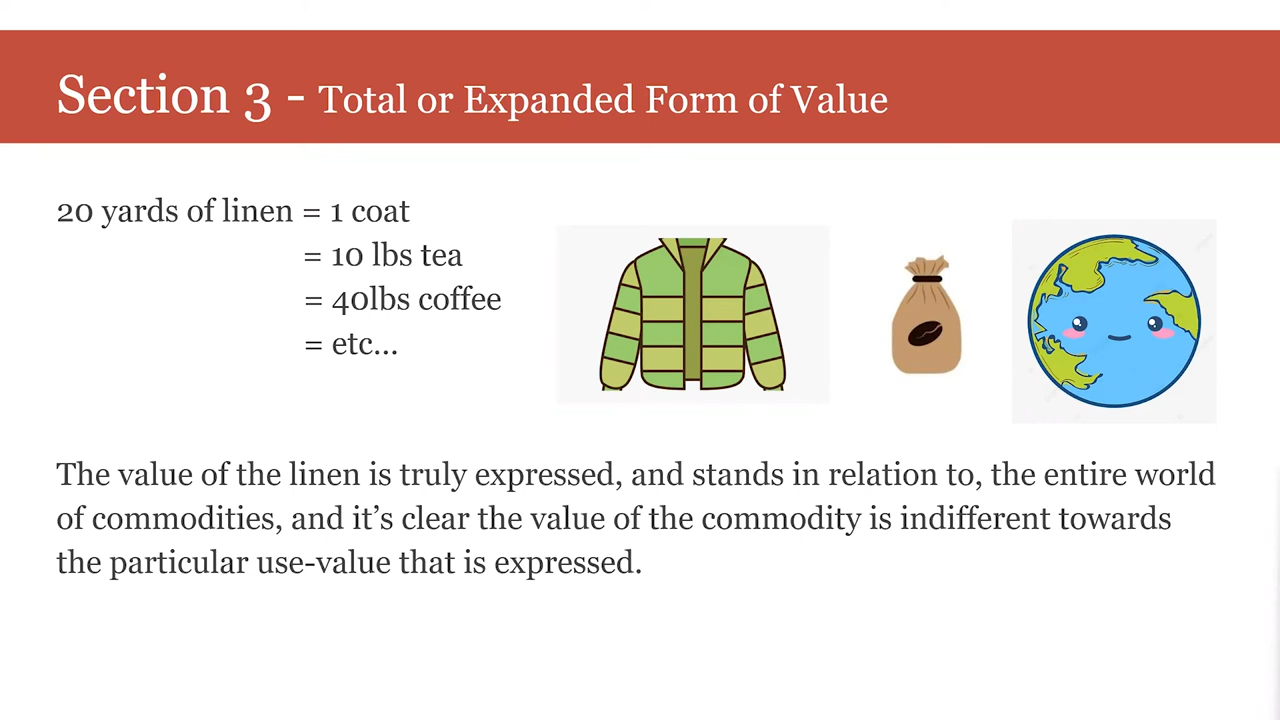 Section 3 - Total or Expanded Form of Value
20 yards of linen = 1 coat
= 10 lbs tea
= 40lbs coffee
= etc...
The value of the linen is truly expressed, and stands in relation to, the entire world
of commodities, and it’s clear the value of the commodity is indifferent towards
the particular use-value that is expressed.